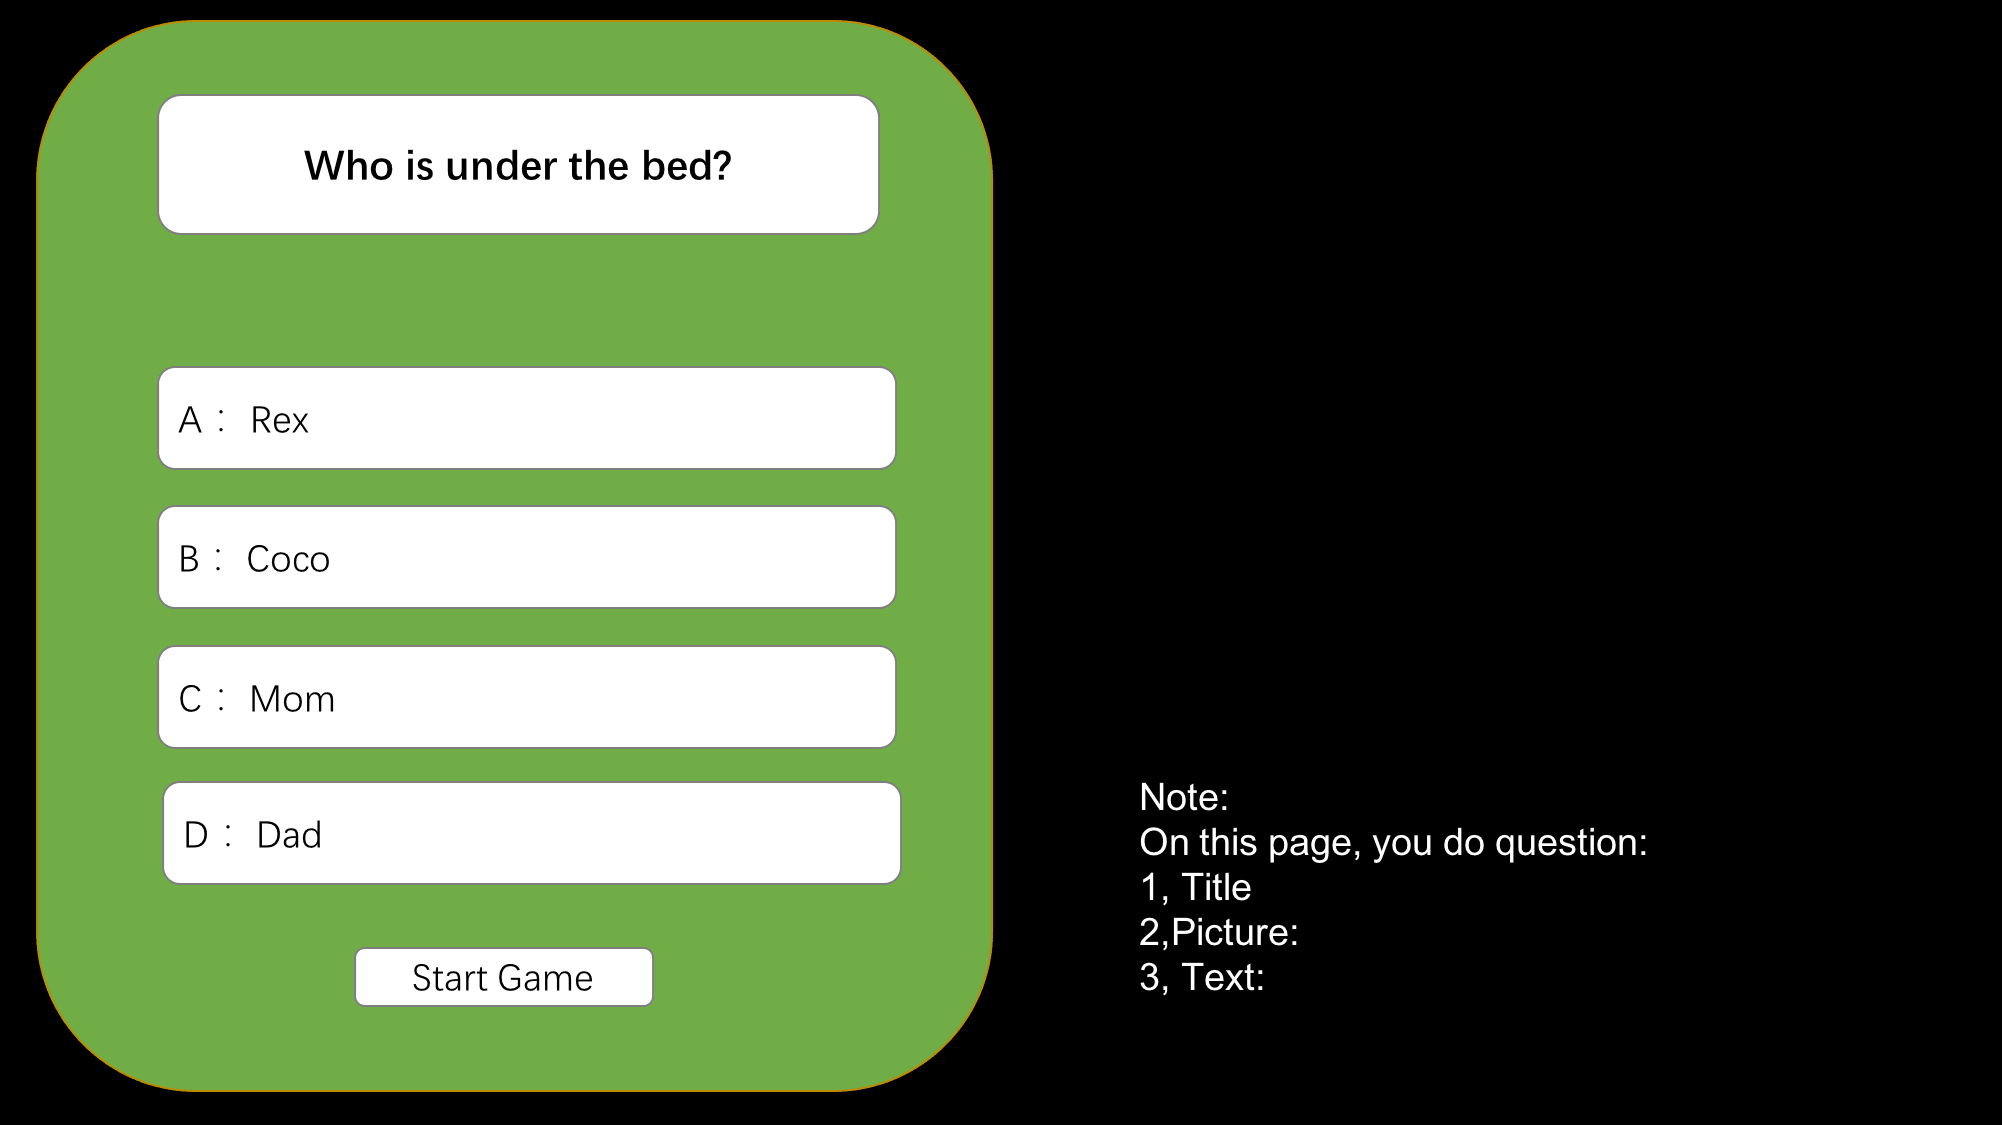 Who is under the bed?
A： Rex
B： Coco
C： Mom
D： Dad
Start Game
Note:
On this page, you do question:
1, Title
2,Picture:
3, Text: